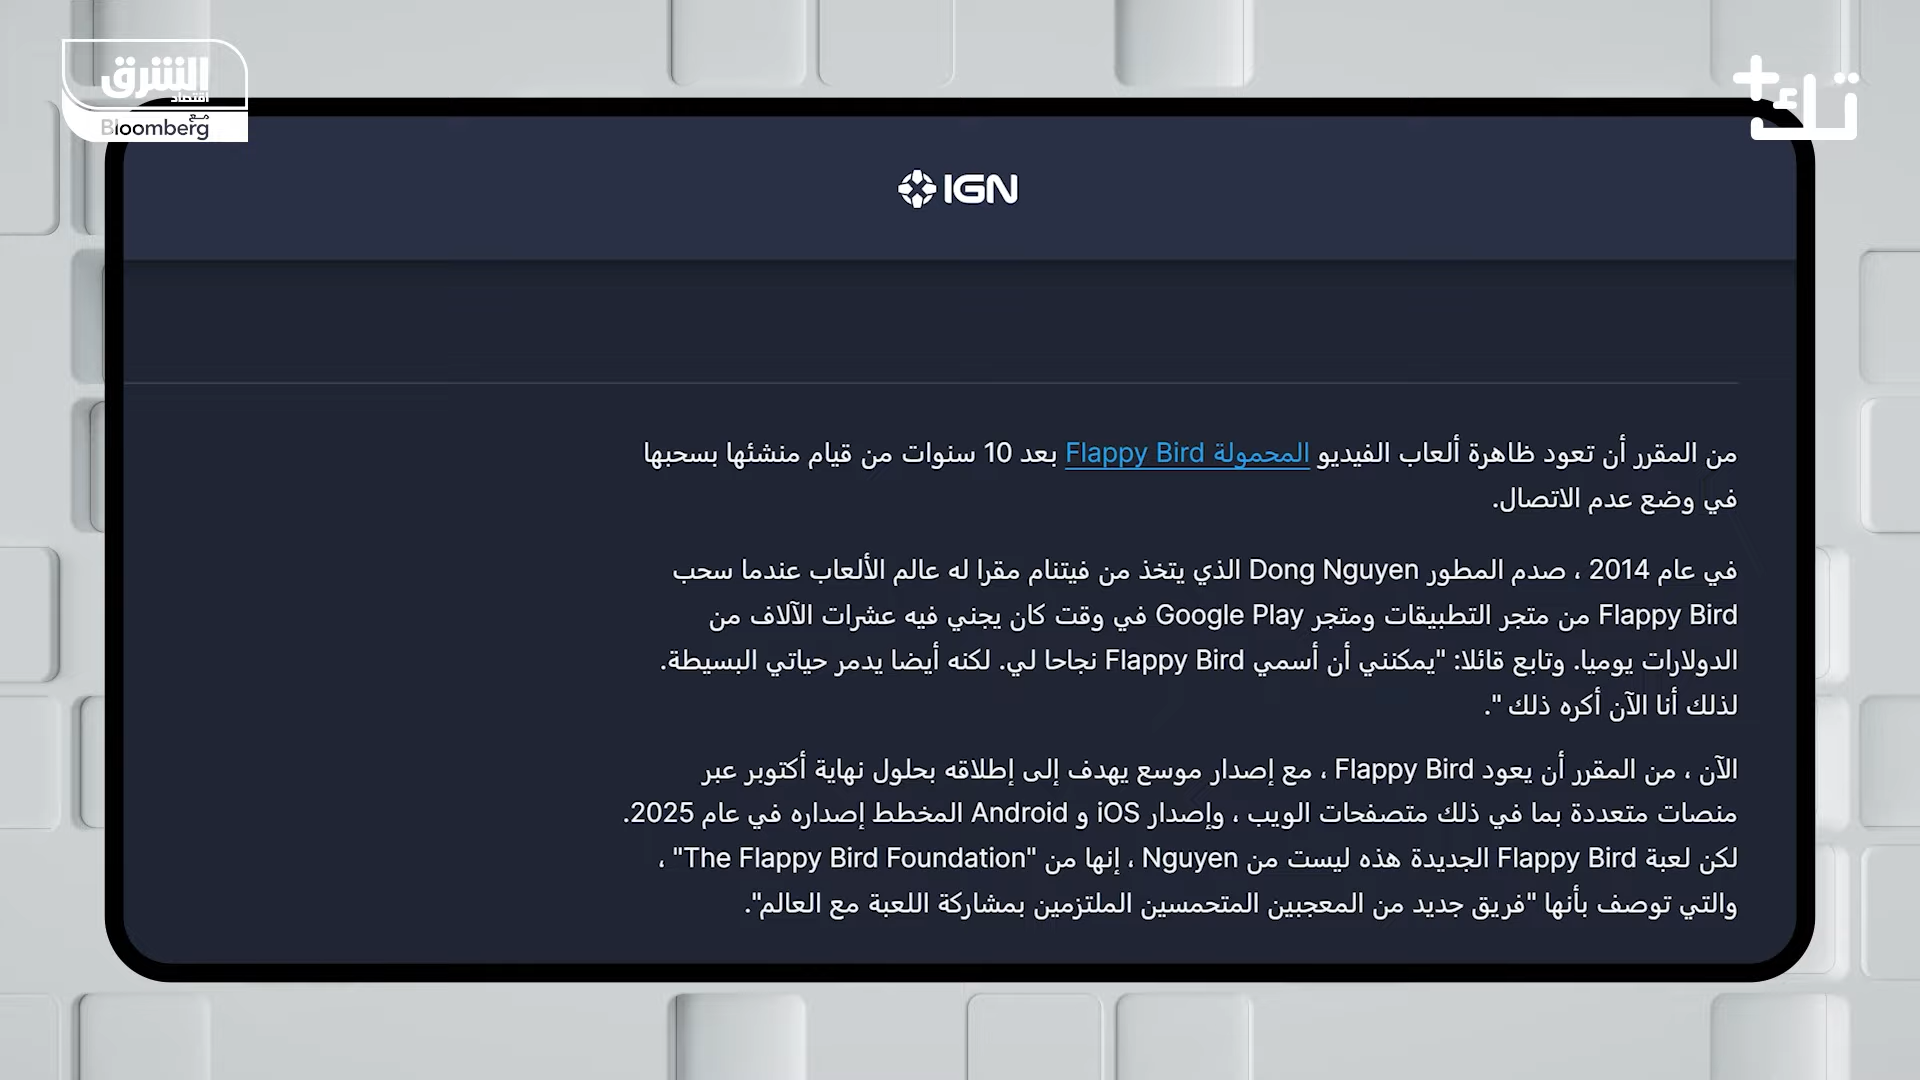 الشرق
اقتصاد
مع
Bloomberg
تك+
IGN
من المقرر أن تعود ظاهرة ألعاب الفيديو المحمولة Flappy Bird بعد 10 سنوات من قيام منشئها بسحبها
في وضع عدم الاتصال.
في عام 2014 ، صدم المطور Dong Nguyen الذي يتخذ من فيتنام مقرا له عالم الألعاب عندما سحب
Flappy Bird من متجر التطبيقات ومتجر Google Play في وقت كان يجني فيه عشرات الآلاف من
الدولارات يوميا. وتابع قائلا: "يمكنني أن أسمي Flappy Bird نجاحا لي. لكنه أيضا يدمر حياتي البسيطة.
لذلك أنا الآن أكره ذلك ".
الآن ، من المقرر أن يعود Flappy Bird ، مع إصدار موسع يهدف إلى إطلاقه بحلول نهاية أكتوبر عبر
منصات متعددة بما في ذلك متصفحات الويب ، وإصدار iOS و Android المخطط إصداره في عام 2025.
لكن لعبة Flappy Bird الجديدة هذه ليست من Nguyen ، إنها من "The Flappy Bird Foundation" ،
والتي توصف بأنها "فريق جديد من المعجبين المتحمسين الملتزمين بمشاركة اللعبة مع العالم".